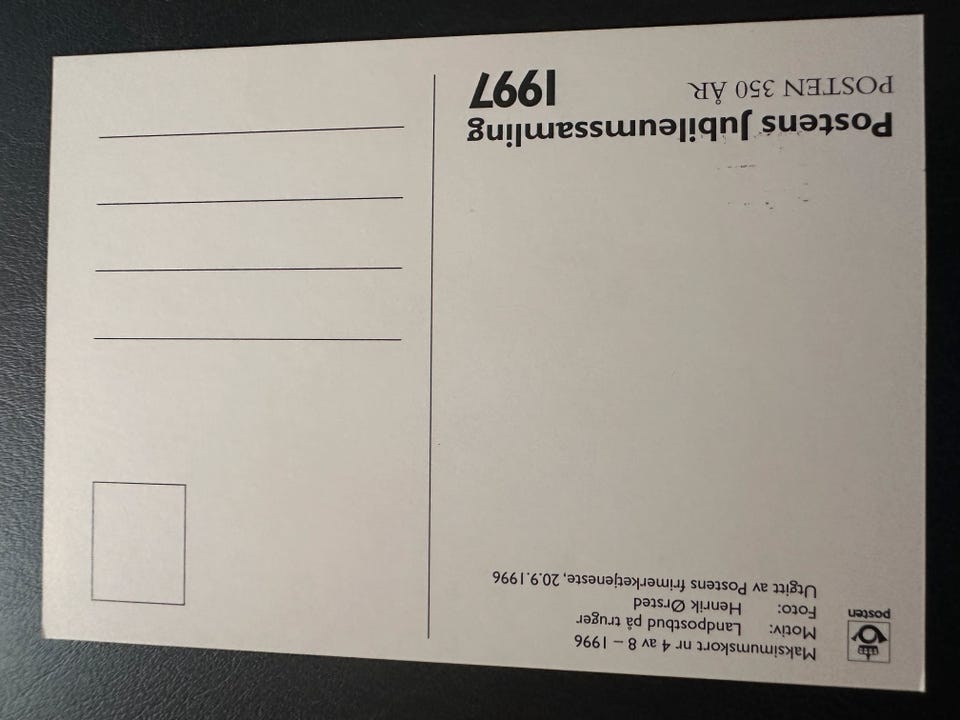 posten
Maksimumskort nr 4 av 8 – 1996
Motiv: Landpostbud på truger
Foto: Henrik Ørsted
Utgitt av Postens frimerketjeneste, 20.9.1996
Postens Jubileumssamling
POSTEN 350 ÅR 1997